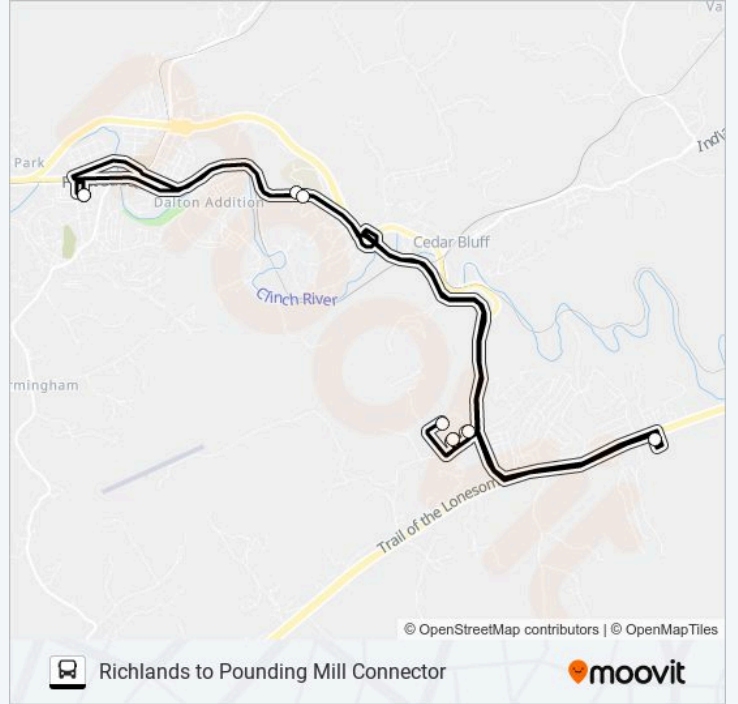 Va
Park
Dalton Addition
Cedar Bluff
Clinch River
rmingham
Trail of the Lonesom
© OpenStreetMap contributors | © OpenMapTiles
Richlands to Pounding Mill Connector
moovit